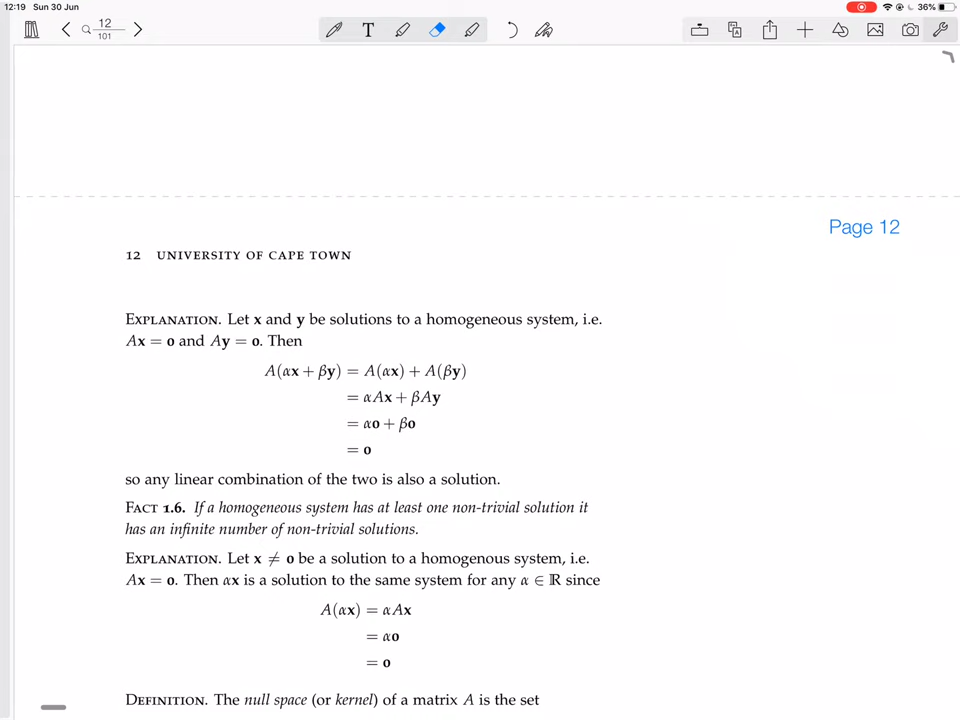 12:19 Sun 30 Jun
36%
12
101
T
Page 12
12 UNIVERSITY OF CAPE TOWN
EXPLANATION. Let x and y be solutions to a homogeneous system, i.e.
Ax = 0 and Ay = 0. Then
A(αx + βy) = A(αx) + A(βy)
= αAx + βAy
= α0 + β0
= 0
so any linear combination of the two is also a solution.
FACT 1.6. If a homogeneous system has at least one non-trivial solution it
has an infinite number of non-trivial solutions.
EXPLANATION. Let x ≠ 0 be a solution to a homogenous system, i.e.
Ax = 0. Then αx is a solution to the same system for any α ∈ ℝ since
A(αx) = αAx
= α0
= 0
DEFINITION. The null space (or kernel) of a matrix A is the set